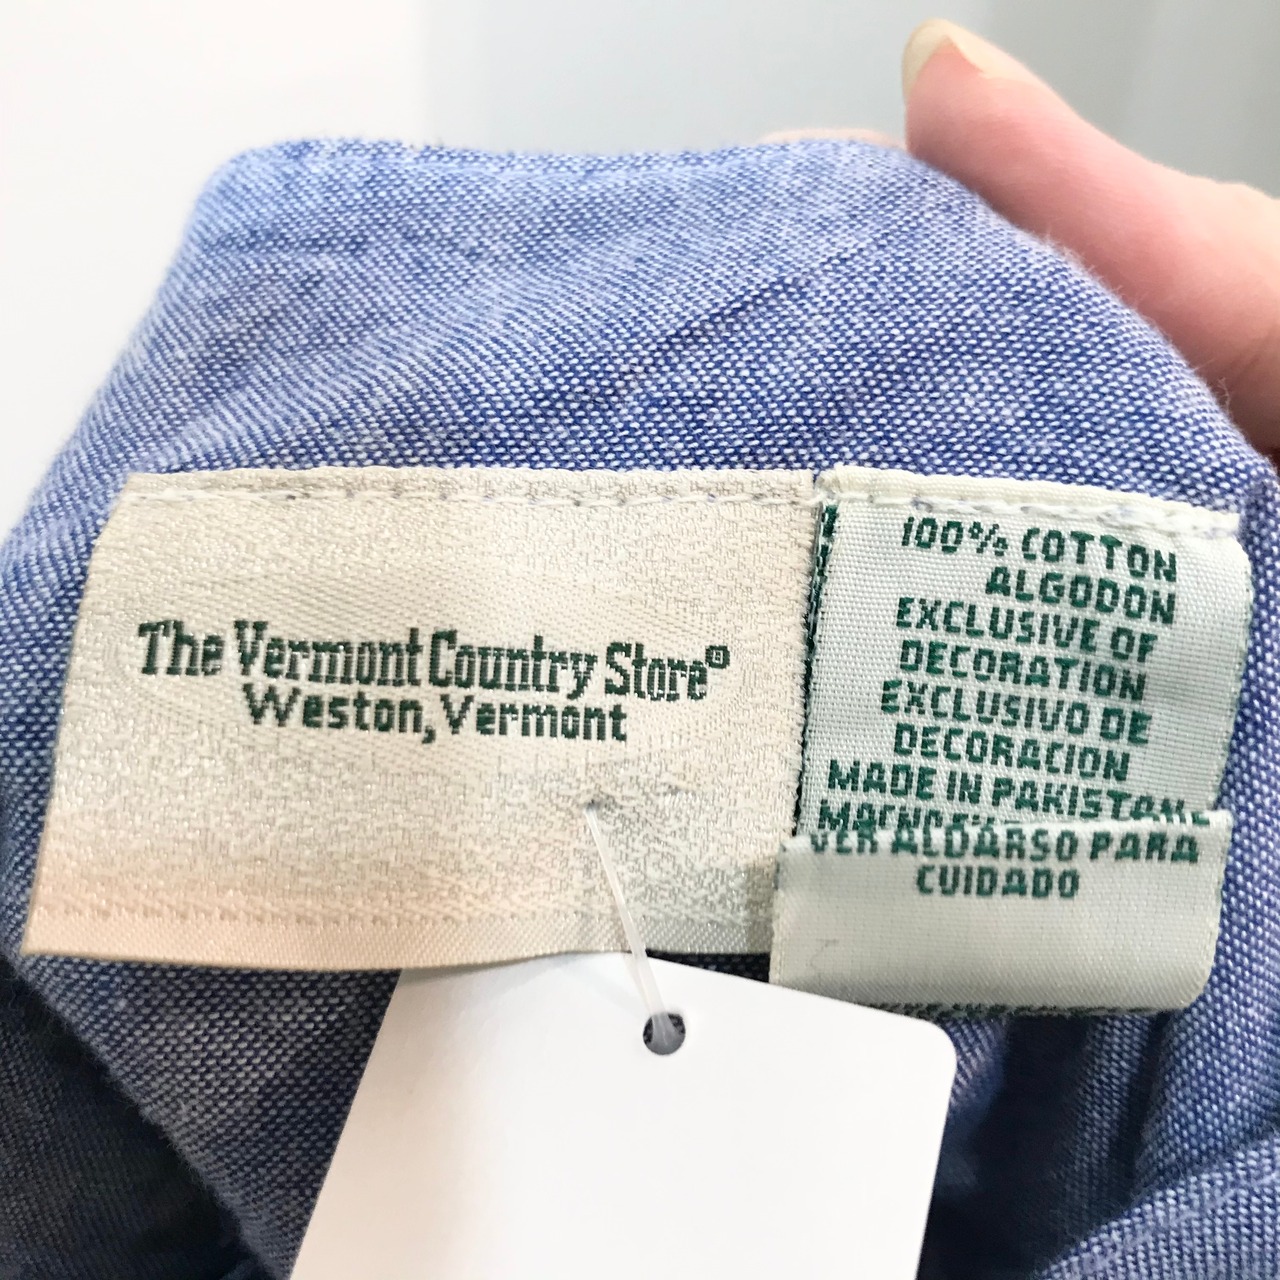 The Vermont Country Store®
Weston, Vermont
100% COTTON
ALGODON
EXCLUSIVE OF
DECORATION
EXCLUSIVO DE
DECORACION
MADE IN PAKISTAN
VER ALDARSO PARA
CUIDADO